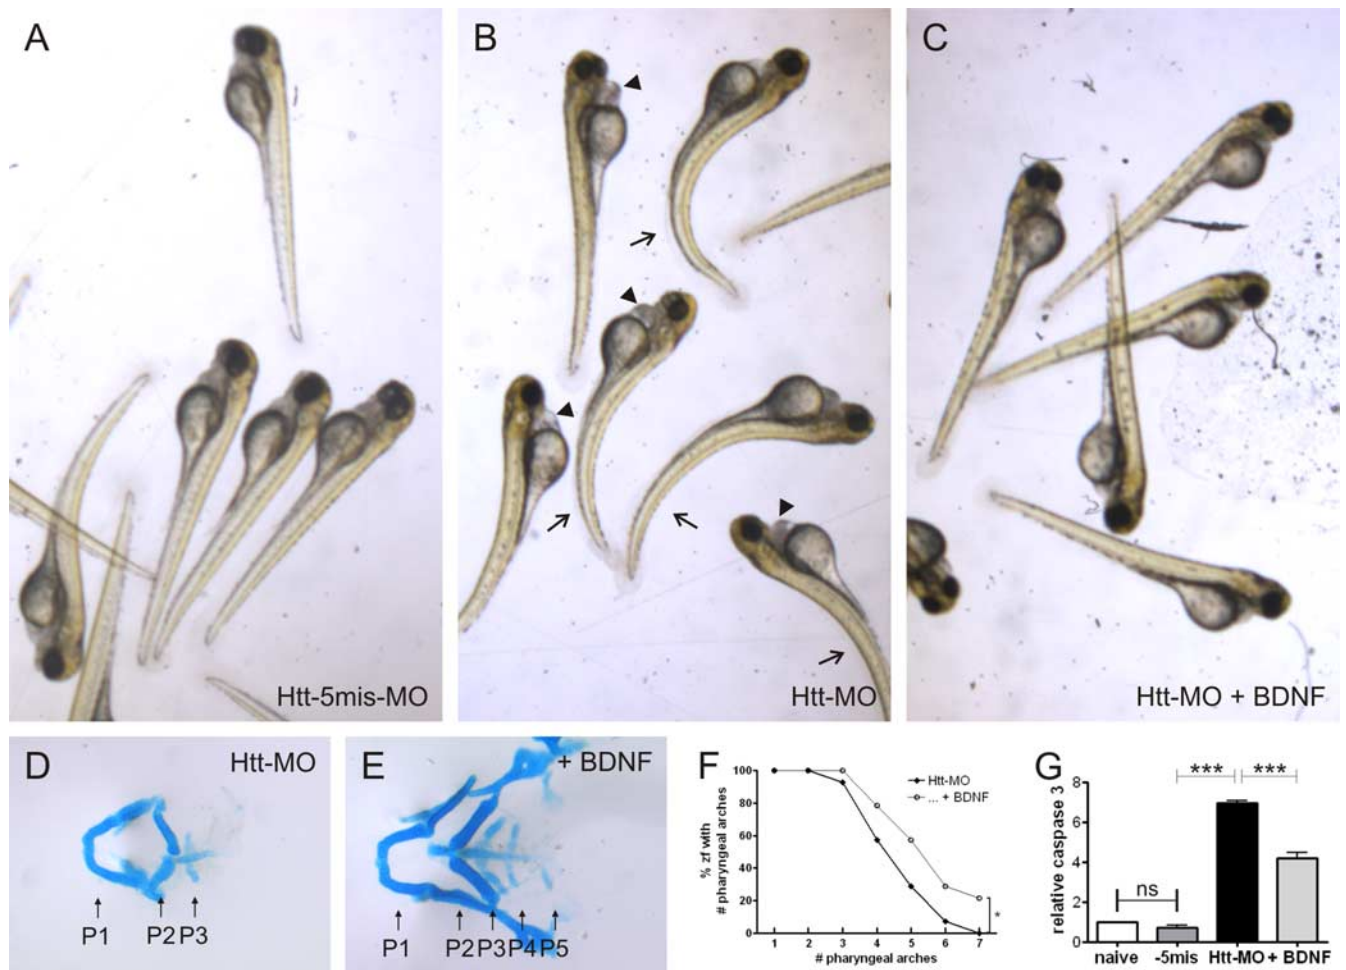 A
Htt-5mis-MO
B
Htt-MO
C
Htt-MO + BDNF
D
Htt-MO
P1
P2
P3
E
+ BDNF
P1
P2
P3
P4
P5
F
Htt-MO
... + BDNF
% zf with
# pharyngeal arches
100
80
60
40
20
0
1 2 3 4 5 6 7
*
# pharyngeal arches
G
relative caspase 3
8
6
4
2
0
*** ***
ns
naive -5mis Htt-MO + BDNF